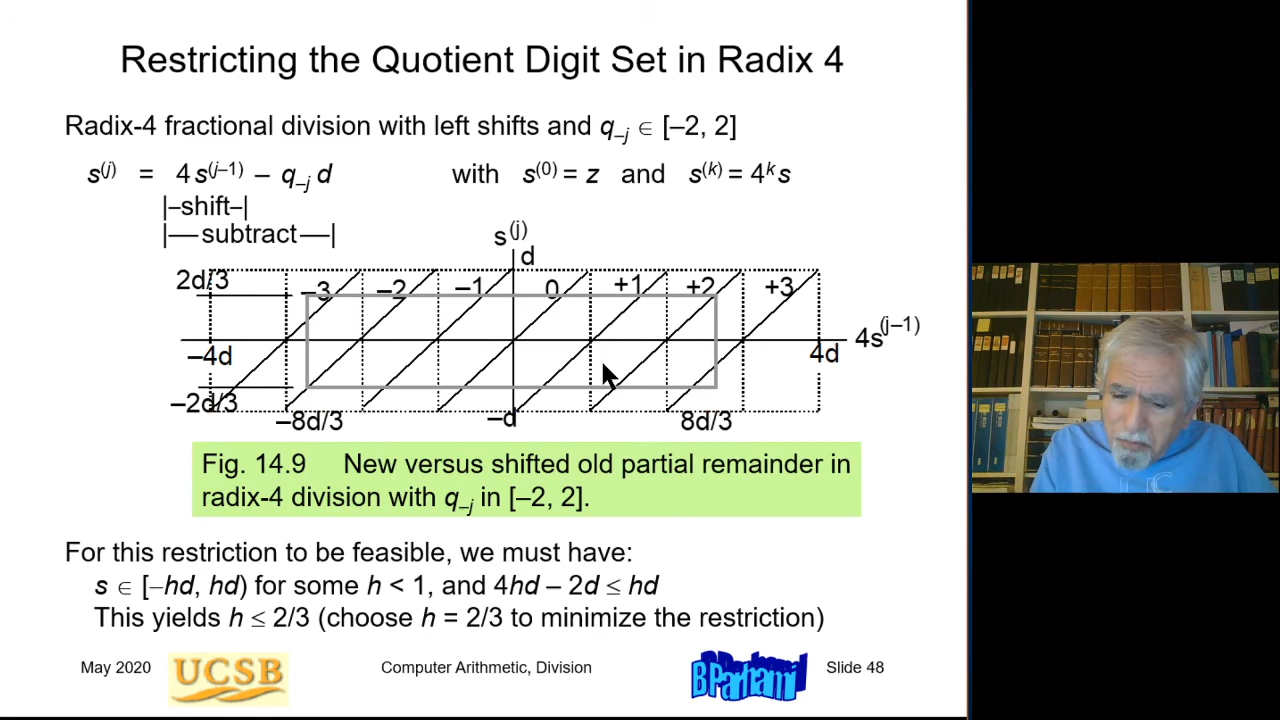 Restricting the Quotient Digit Set in Radix 4
Radix-4 fractional division with left shifts and q–j ∈ [–2, 2]
s(j) = 4s(j–1) – q–j d with s(0) = z and s(k) = 4ks
|–shift–|
|––subtract––|
s(j)
d
2d/3
–3 –2 –1 0 +1 +2 +3
4s(j–1)
–4d
4d
–2d/3
–8d/3
–d
8d/3
Fig. 14.9 New versus shifted old partial remainder in
radix-4 division with q–j in [–2, 2].
For this restriction to be feasible, we must have:
s ∈ [–hd, hd) for some h < 1, and 4hd – 2d ≤ hd
This yields h ≤ 2/3 (choose h = 2/3 to minimize the restriction)
May 2020 UCSB Computer Arithmetic, Division BParhami Slide 48